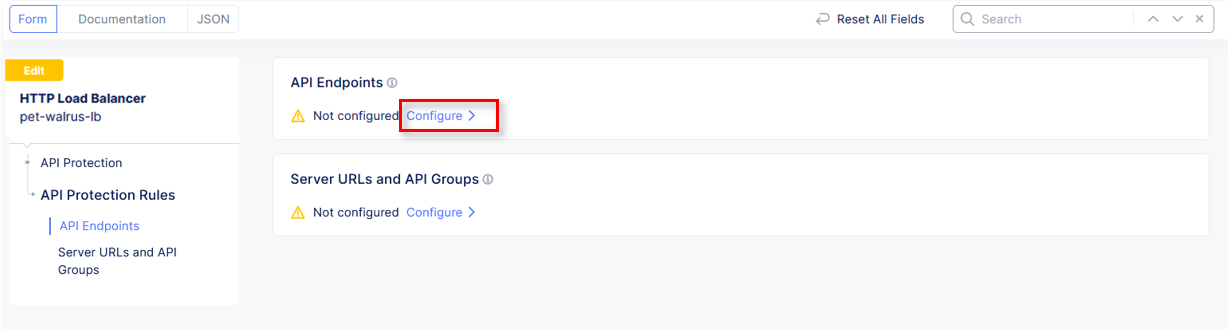 Form Documentation JSON Reset All Fields Search
Edit
HTTP Load Balancer
pet-walrus-lb
API Protection
API Protection Rules
API Endpoints
Server URLs and API
Groups
API Endpoints
Not configured Configure
Server URLs and API Groups
Not configured Configure